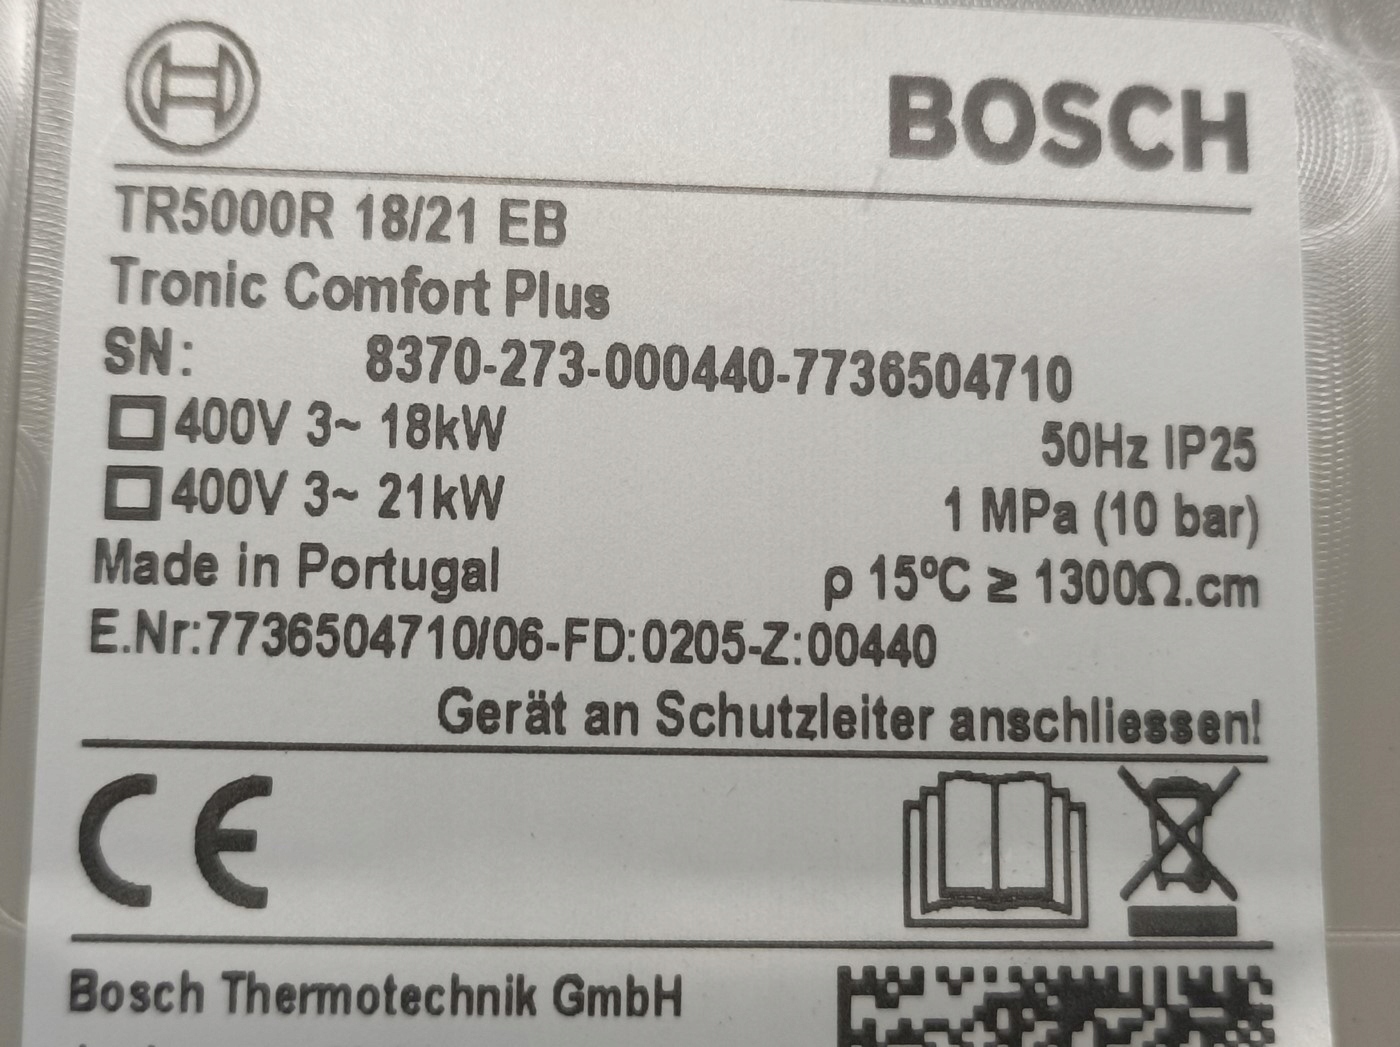 BOSCH
TR5000R 18/21 EB
Tronic Comfort Plus
SN: 8370-273-000440-7736504710
400V 3~ 18kW 50Hz IP25
400V 3~ 21kW 1 MPa (10 bar)
Made in Portugal ρ 15ºC ≥ 1300Ω.cm
E.Nr:7736504710/06-FD:0205-Z:00440
Gerät an Schutzleiter anschliessen!
CE
Bosch Thermotechnik GmbH